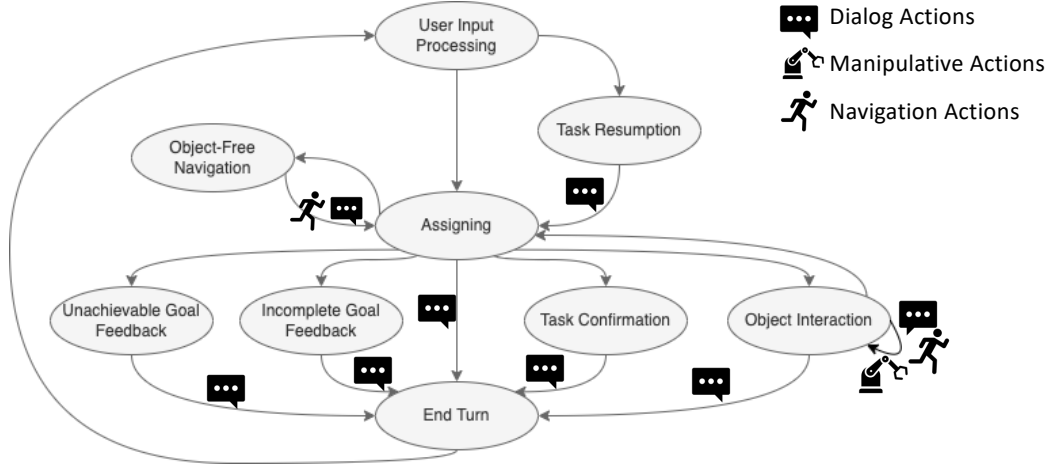 User Input
Processing
Dialog Actions
Manipulative Actions
Navigation Actions
Task Resumption
Object-Free
Navigation
Assigning
Unachievable Goal
Feedback
Incomplete Goal
Feedback
Task Confirmation
Object Interaction
End Turn